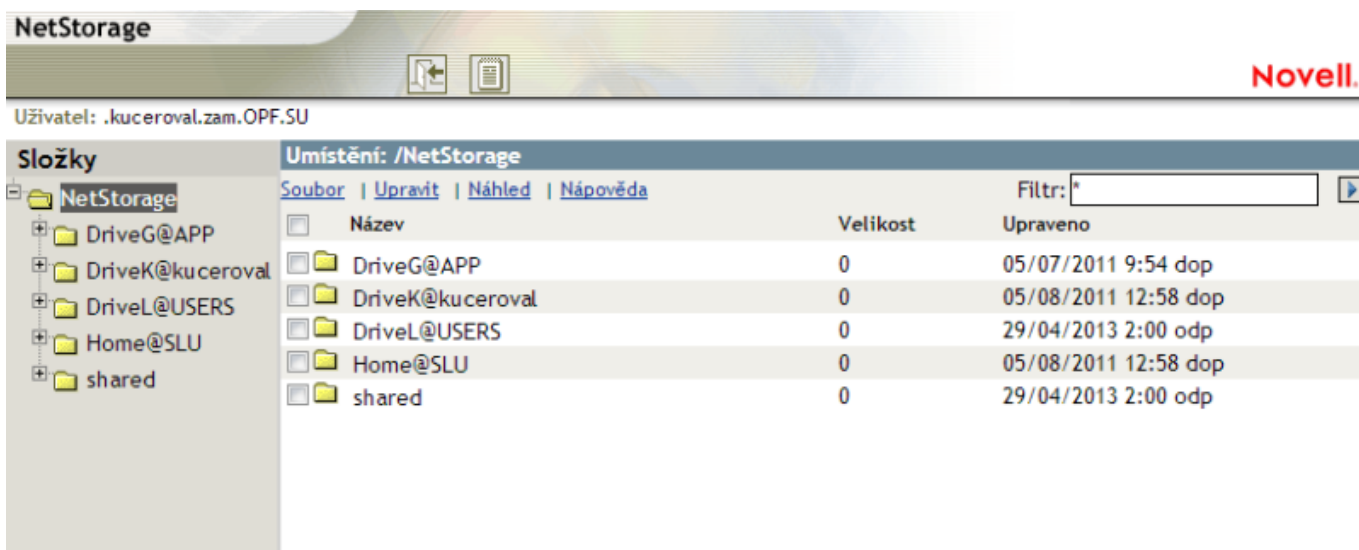 NetStorage
Novell.
Uživatel: .kuceroval.zam.OPF.SU
Složky
NetStorage
DriveG@APP
DriveK@kuceroval
DriveL@USERS
Home@SLU
shared
Umístění: /NetStorage
Soubor | Upravit | Náhled | Nápověda Filtr: *
Název Velikost Upraveno
DriveG@APP 0 05/07/2011 9:54 dop
DriveK@kuceroval 0 05/08/2011 12:58 dop
DriveL@USERS 0 29/04/2013 2:00 odp
Home@SLU 0 05/08/2011 12:58 dop
shared 0 29/04/2013 2:00 odp